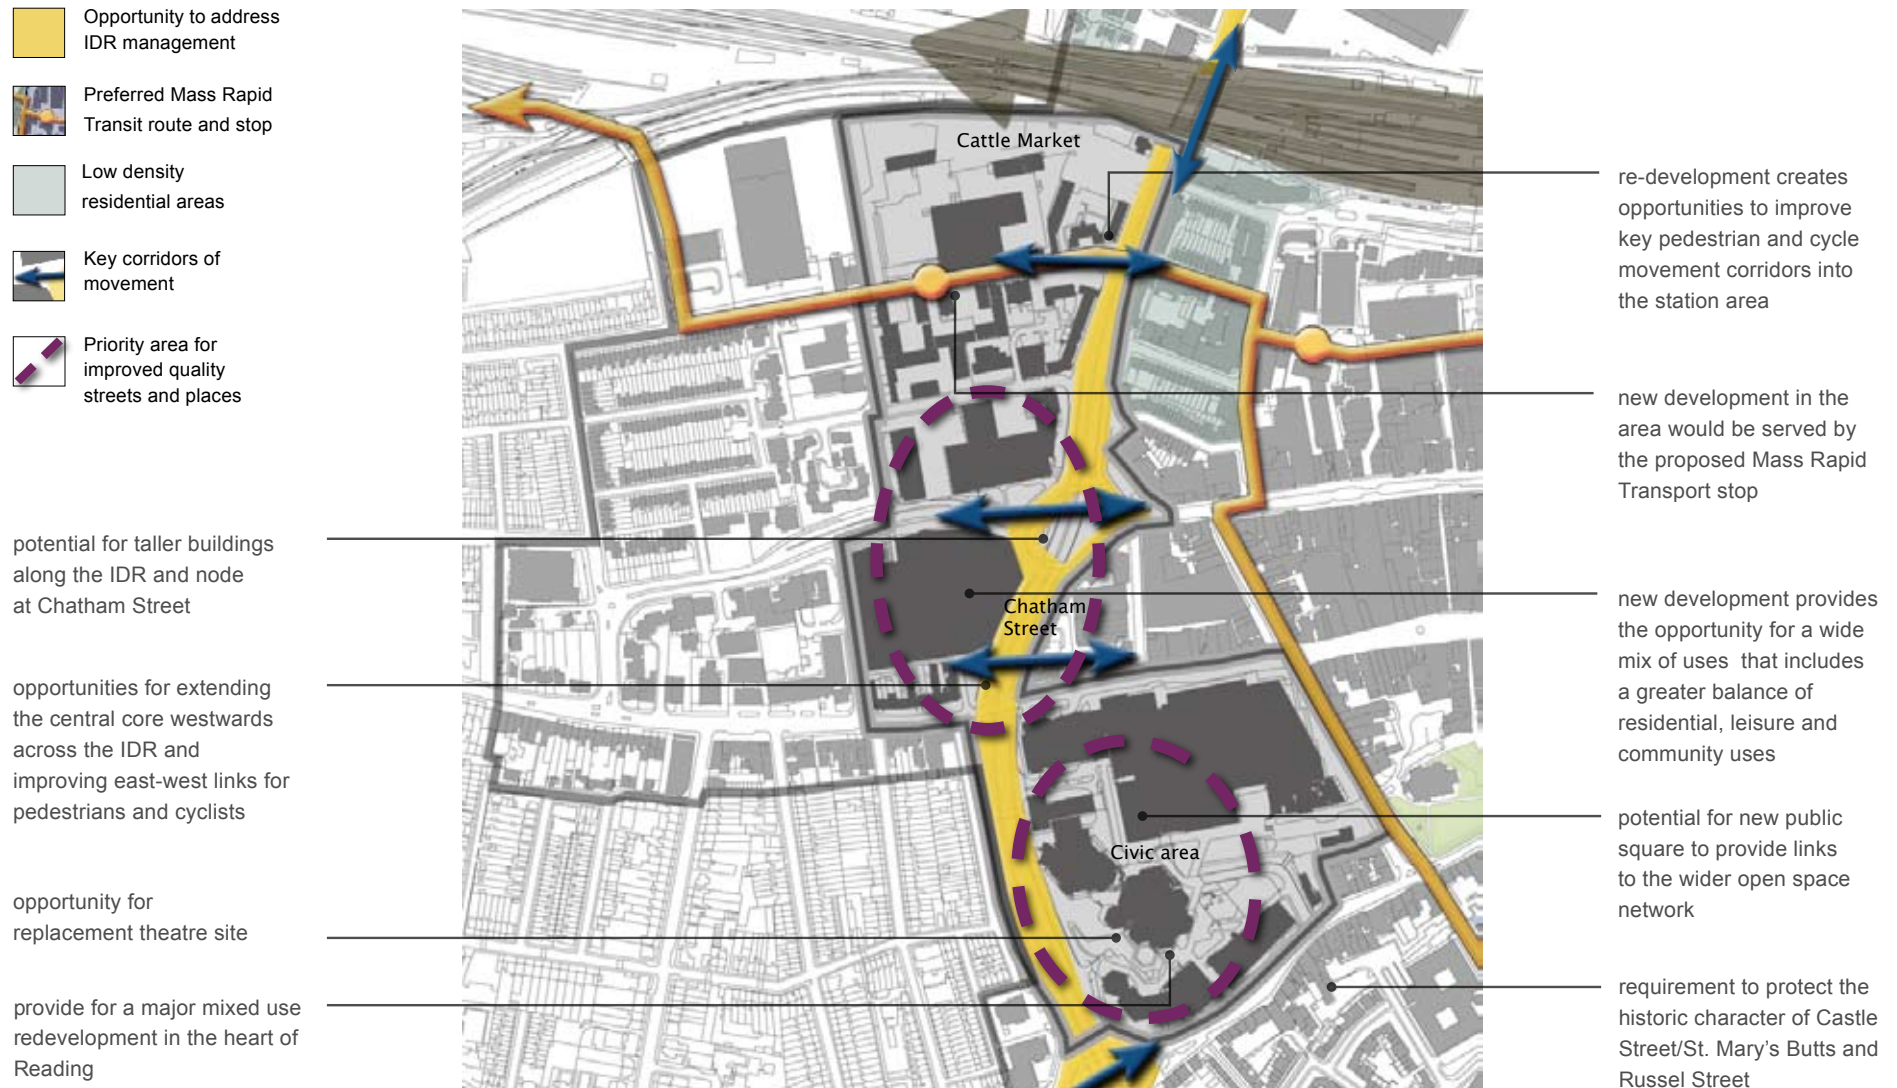 Opportunity to address
IDR management
Preferred Mass Rapid
Transit route and stop
Low density
residential areas
Key corridors of
movement
Priority area for
improved quality
streets and places
potential for taller buildings
along the IDR and node
at Chatham Street
opportunities for extending
the central core westwards
across the IDR and
improving east-west links for
pedestrians and cyclists
opportunity for
replacement theatre site
provide for a major mixed use
redevelopment in the heart of
Reading
Cattle Market
Chatham
Street
Civic area
re-development creates
opportunities to improve
key pedestrian and cycle
movement corridors into
the station area
new development in the
area would be served by
the proposed Mass Rapid
Transport stop
new development provides
the opportunity for a wide
mix of uses that includes
a greater balance of
residential, leisure and
community uses
potential for new public
square to provide links
to the wider open space
network
requirement to protect the
historic character of Castle
Street/St. Mary's Butts and
Russel Street